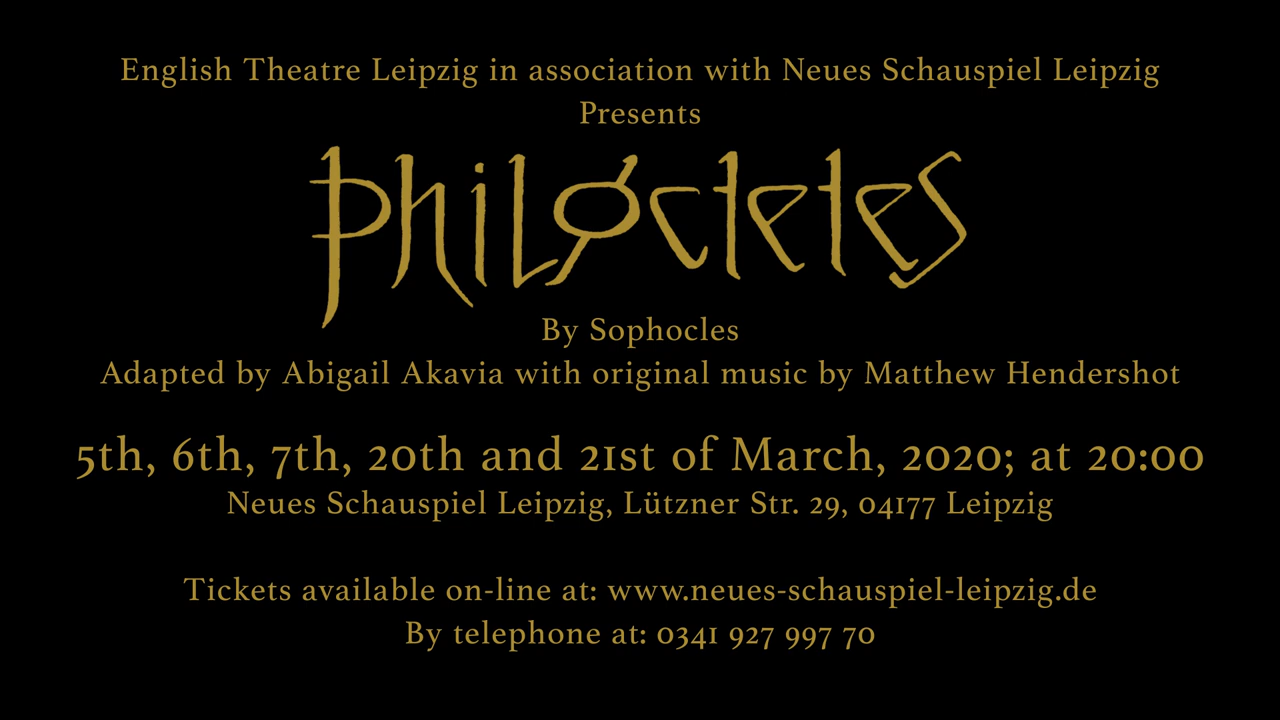 English Theatre Leipzig in association with Neues Schauspiel Leipzig
Presents
Philoctetes
By Sophocles
Adapted by Abigail Akavia with original music by Matthew Hendershot
5th, 6th, 7th, 20th and 21st of March, 2020; at 20:00
Neues Schauspiel Leipzig, Lützner Str. 29, 04177 Leipzig
Tickets available on-line at: www.neues-schauspiel-leipzig.de
By telephone at: 0341 927 997 70